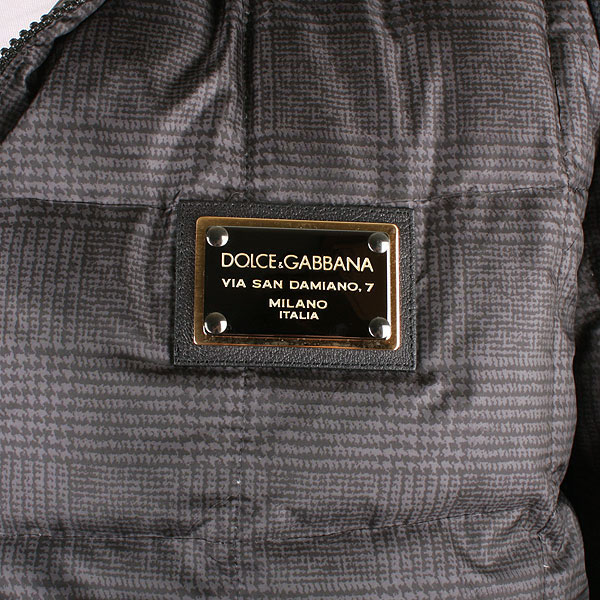 DOLCE&GABBANA
VIA SAN DAMIANO, 7
MILANO
ITALIA